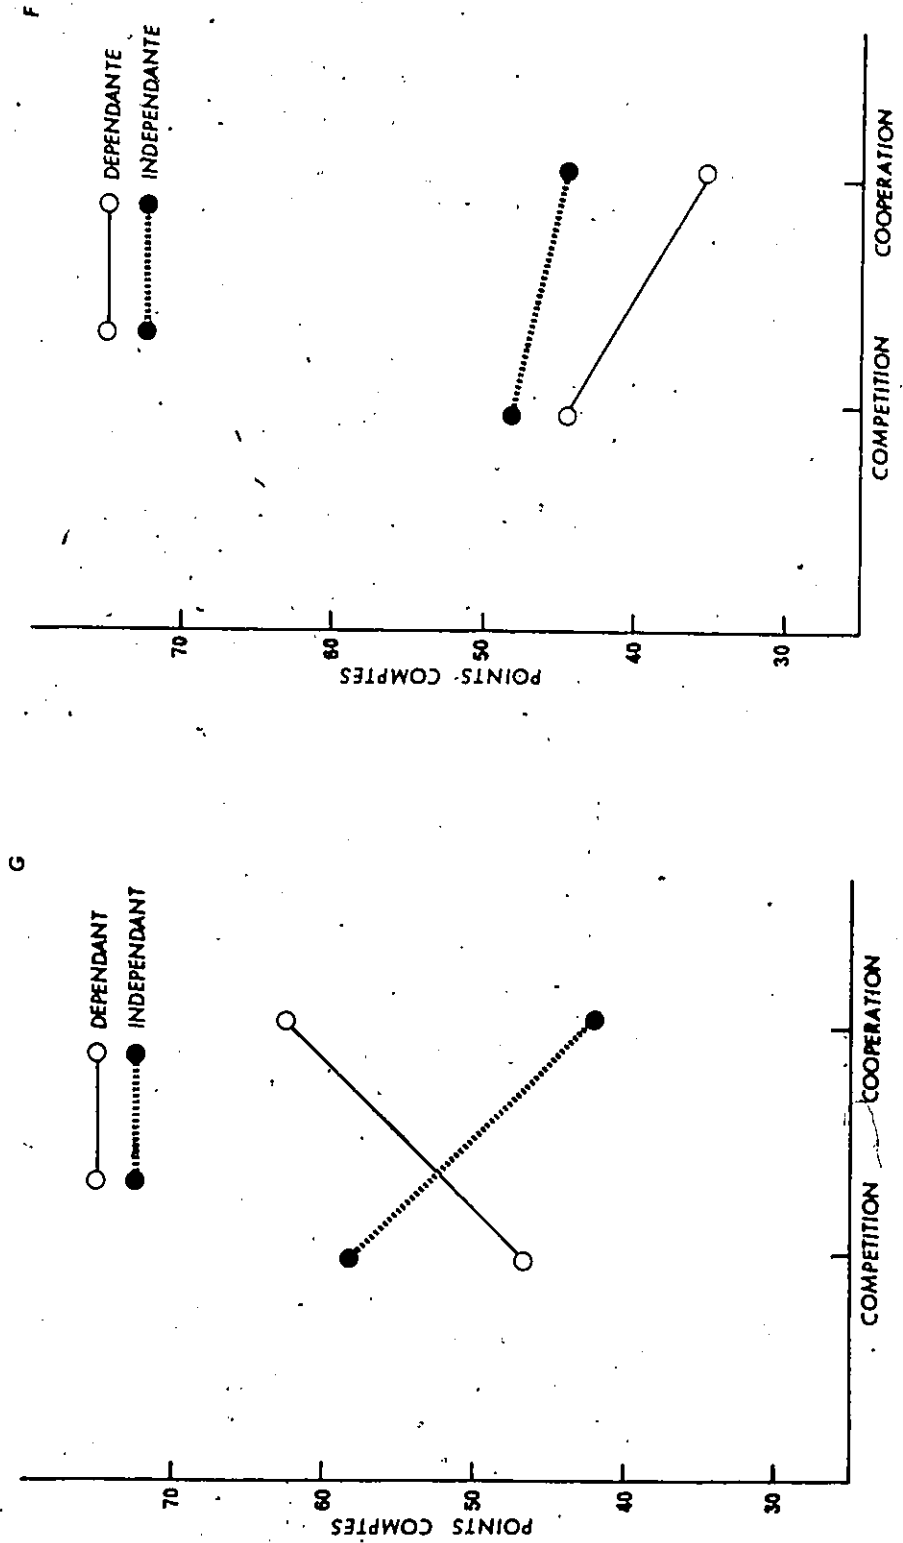 G
DEPENDANT
INDEPENDANT
70
60
50
40
30
POINTS COMPTES
COMPETITION
COOPERATION
F
DEPENDANTE
INDEPENDANTE
70
60
50
40
30
POINTS COMPTES
COMPETITION
COOPERATION